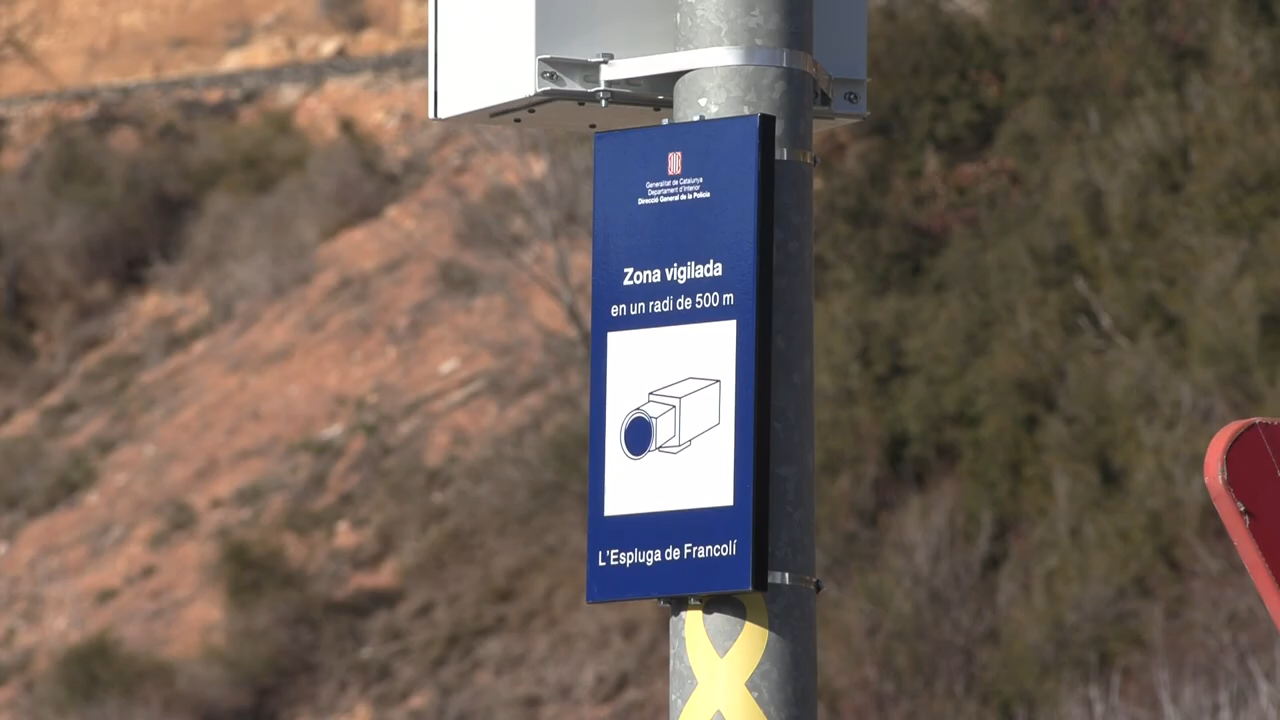 Generalitat de Catalunya
Departament d'Interior
Direcció General de la Policia
Zona vigilada
en un radi de 500 m
L'Espluga de Francolí